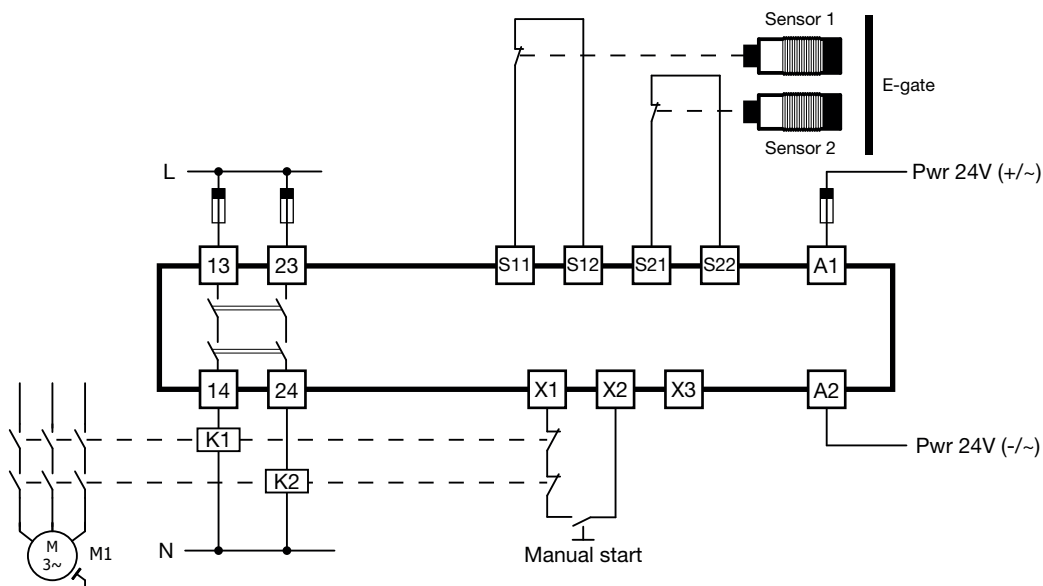 Sensor 1
E-gate
Sensor 2
L
Pwr 24V (+/~)
13
23
S11
S12
S21
S22
A1
14
24
X1
X2
X3
A2
K1
K2
Pwr 24V (-/~)
M
3~
M1
N
Manual start